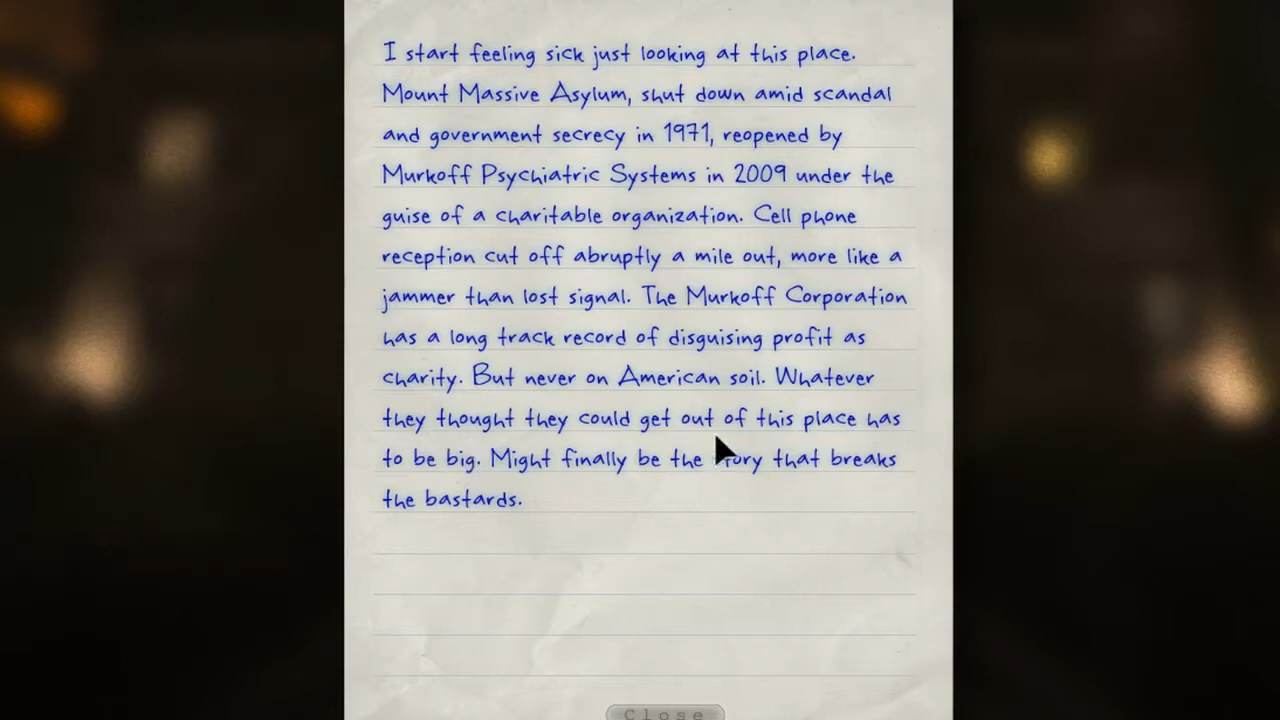 I start feeling sick just looking at this place.
Mount Massive Asylum, shut down amid scandal
and government secrecy in 1971, reopened by
Murkoff Psychiatric Systems in 2009 under the
guise of a charitable organization. Cell phone
reception cut off abruptly a mile out, more like a
jammer than lost signal. The Murkoff Corporation
has a long track record of disguising profit as
charity. But never on American soil. Whatever
they thought they could get out of this place has
to be big. Might finally be the story that breaks
the bastards.
Close